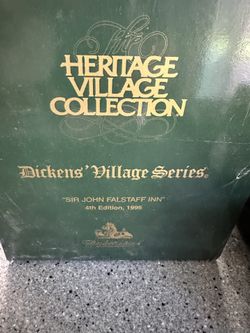 The
HERITAGE
VILLAGE
COLLECTION
Dickens' Village Series®
"SIR JOHN FALSTAFF INN"
4th Edition, 1995